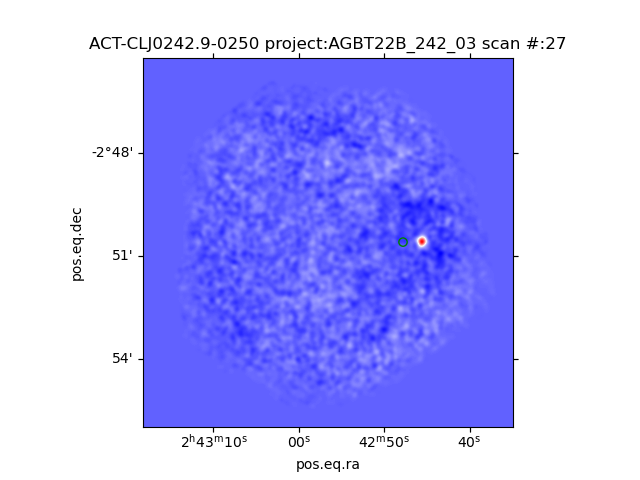 ACT-CLJ0242.9-0250 project:AGBT22B_242_03 scan #:27
pos.eq.dec
-2°48'
51'
54'
2ʰ43ᵐ10ˢ 00ˢ 42ᵐ50ˢ 40ˢ
pos.eq.ra